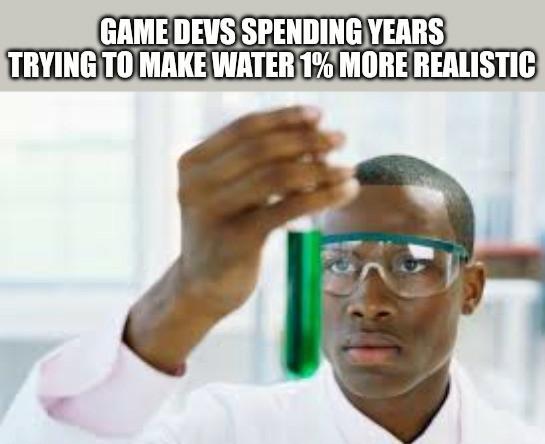 GAME DEVS SPENDING YEARS
TRYING TO MAKE WATER 1% MORE REALISTIC